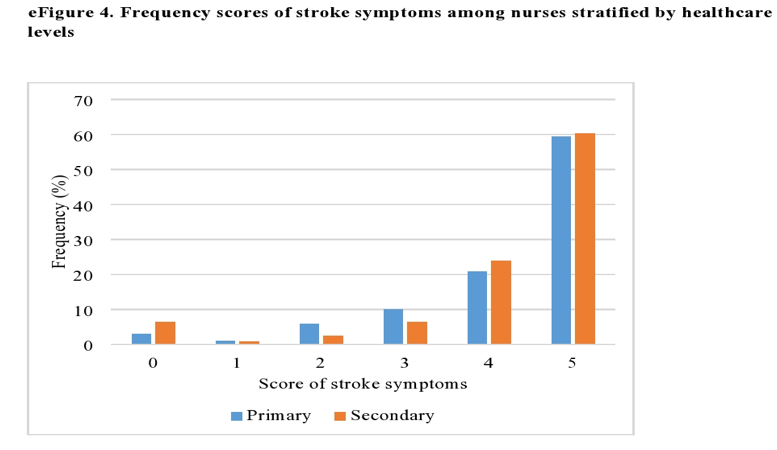 eFigure 4. Frequency scores of stroke symptoms among nurses stratified by healthcare
levels
70
60
50
40
30
20
10
0
Frequency (%)
0 1 2 3 4 5
Score of stroke symptoms
Primary Secondary